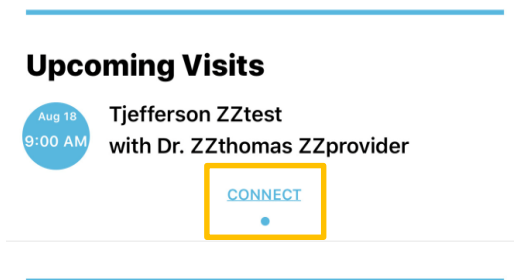 Upcoming Visits
Aug 18
9:00 AM
Tjefferson ZZtest
with Dr. ZZthomas ZZprovider
CONNECT